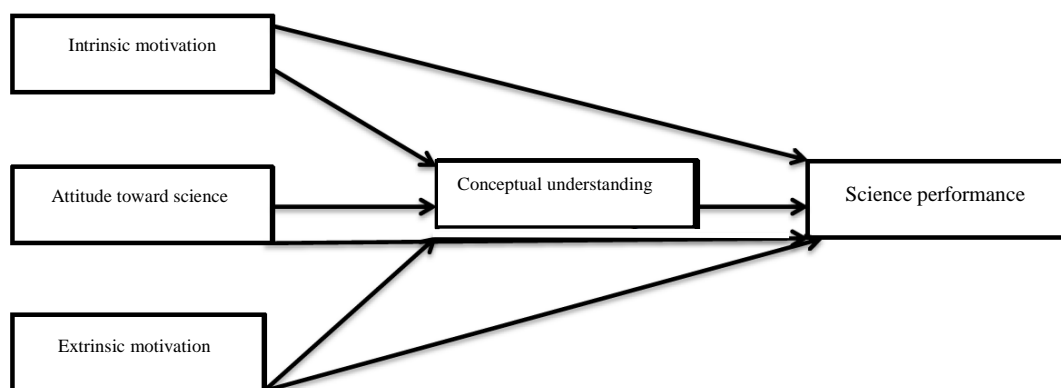 Intrinsic motivation
Attitude toward science
Conceptual understanding
Science performance
Extrinsic motivation